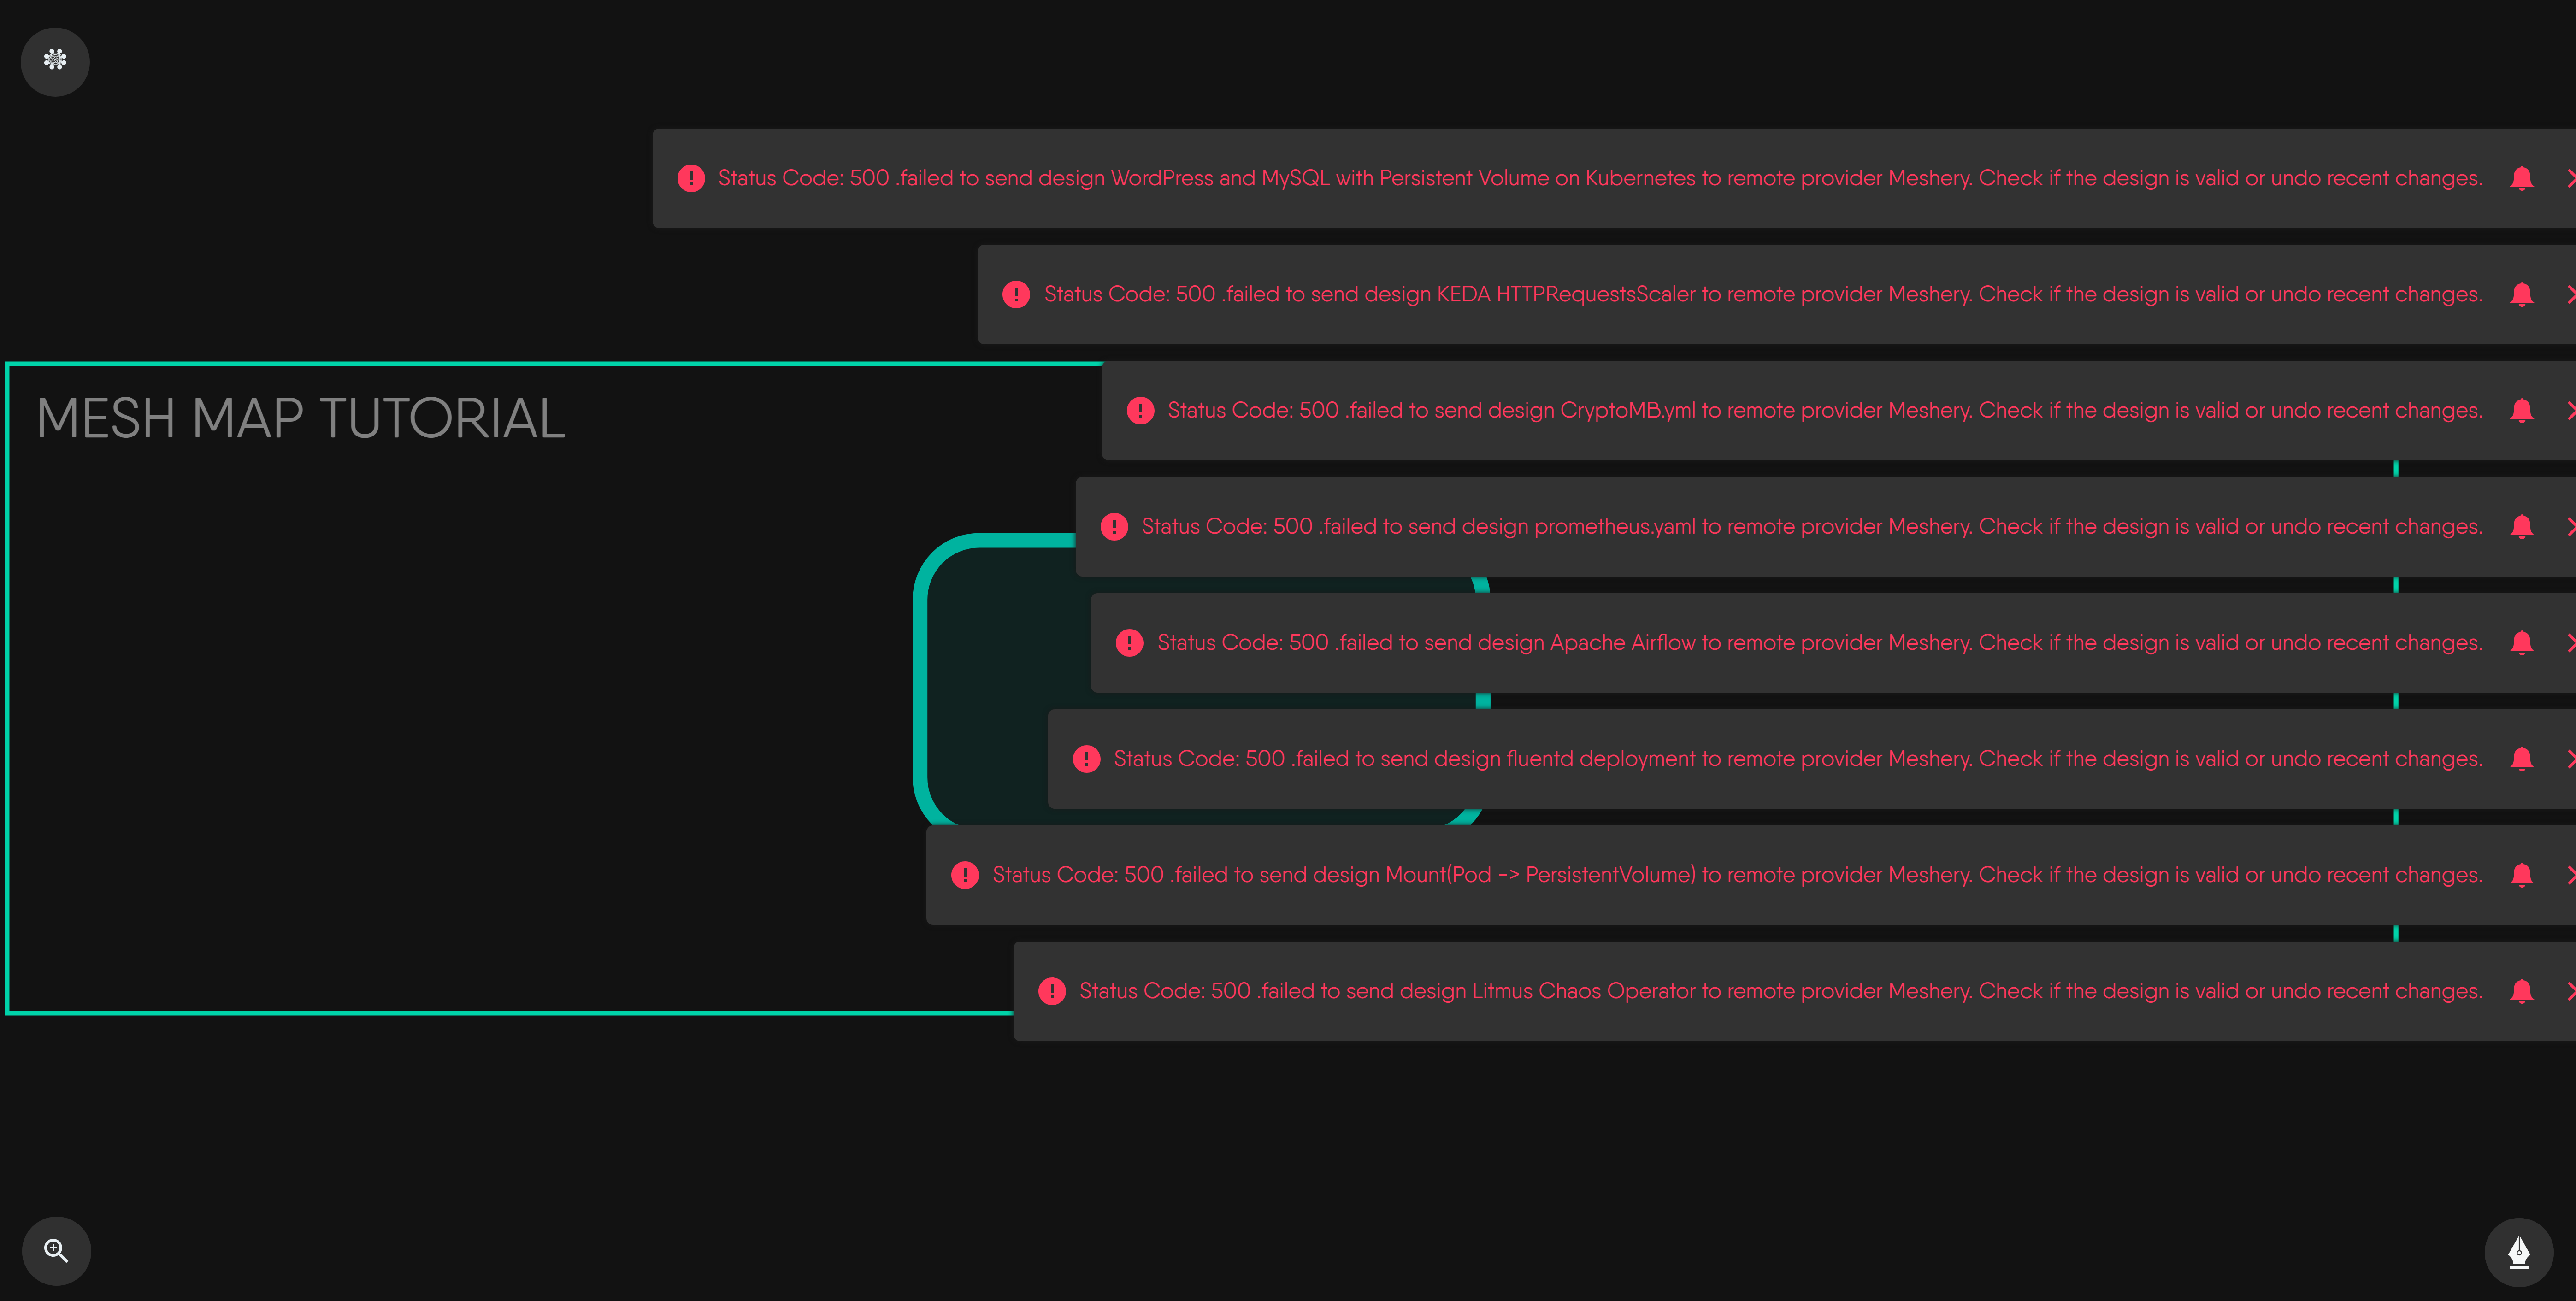 Status Code: 500 .failed to send design WordPress and MySQL with Persistent Volume on Kubernetes to remote provider Meshery. Check if the design is valid or undo recent changes.
Status Code: 500 .failed to send design KEDA HTTPRequestsScaler to remote provider Meshery. Check if the design is valid or undo recent changes.
MESH MAP TUTORIAL
Status Code: 500 .failed to send design CryptoMB.yml to remote provider Meshery. Check if the design is valid or undo recent changes.
Status Code: 500 .failed to send design prometheus.yaml to remote provider Meshery. Check if the design is valid or undo recent changes.
Status Code: 500 .failed to send design Apache Airflow to remote provider Meshery. Check if the design is valid or undo recent changes.
Status Code: 500 .failed to send design fluentd deployment to remote provider Meshery. Check if the design is valid or undo recent changes.
Status Code: 500 .failed to send design Mount(Pod -> PersistentVolume) to remote provider Meshery. Check if the design is valid or undo recent changes.
Status Code: 500 .failed to send design Litmus Chaos Operator to remote provider Meshery. Check if the design is valid or undo recent changes.